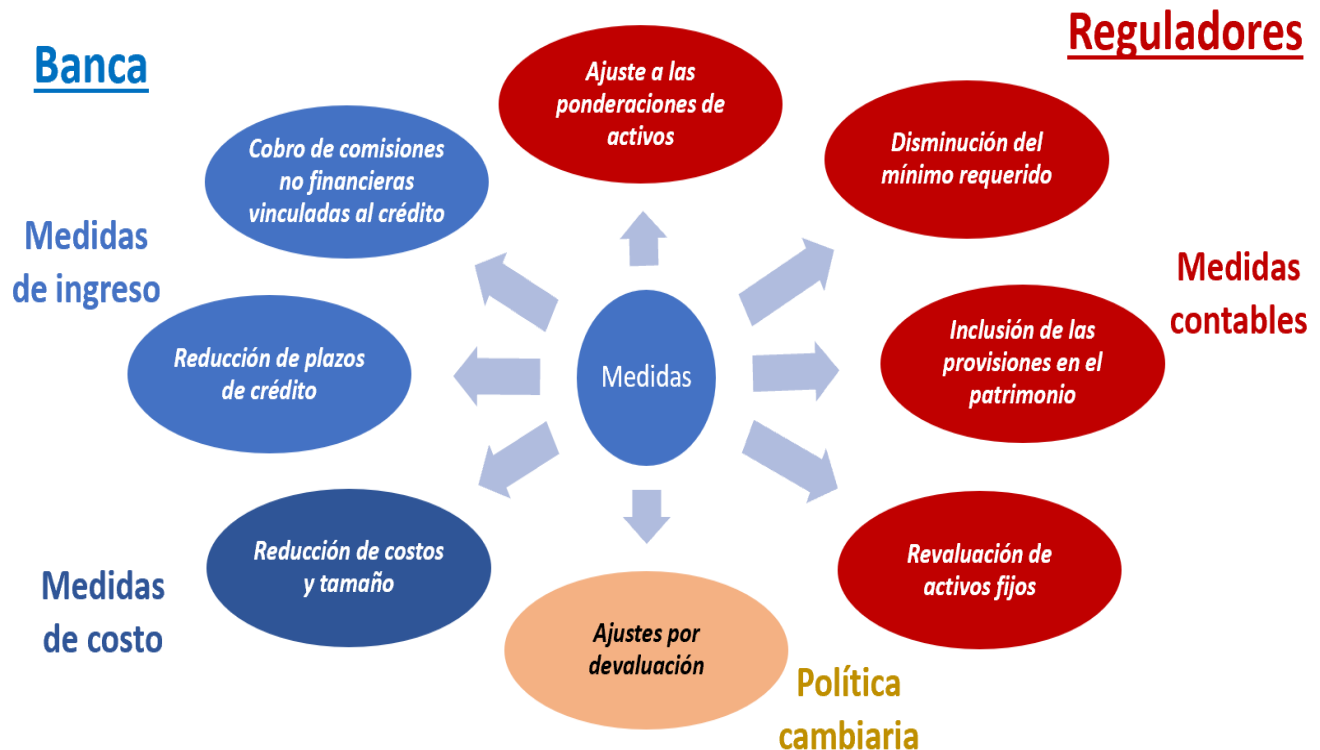 Banca
Reguladores
Ajuste a las
ponderaciones de
activos
Cobro de comisiones
no financieras
vinculadas al crédito
Disminución del
mínimo requerido
Medidas
de ingreso
Medidas
contables
Reducción de plazos
de crédito
Medidas
Inclusión de las
provisiones en el
patrimonio
Reducción de costos
y tamaño
Revaluación de
activos fijos
Medidas
de costo
Ajustes por
devaluación
Política
cambiaria